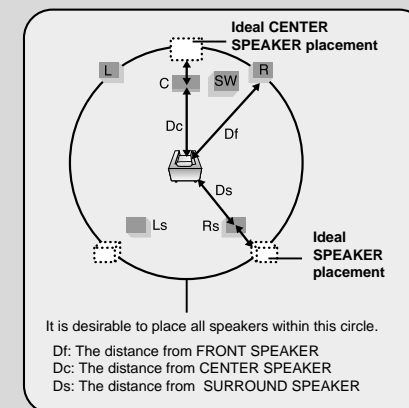 Ideal CENTER
SPEAKER placement
L
C
SW
R
Dc
Df
Ds
Ls
Rs
Ideal
SPEAKER
placement
It is desirable to place all speakers within this circle.
Df: The distance from FRONT SPEAKER
Dc: The distance from CENTER SPEAKER
Ds: The distance from SURROUND SPEAKER